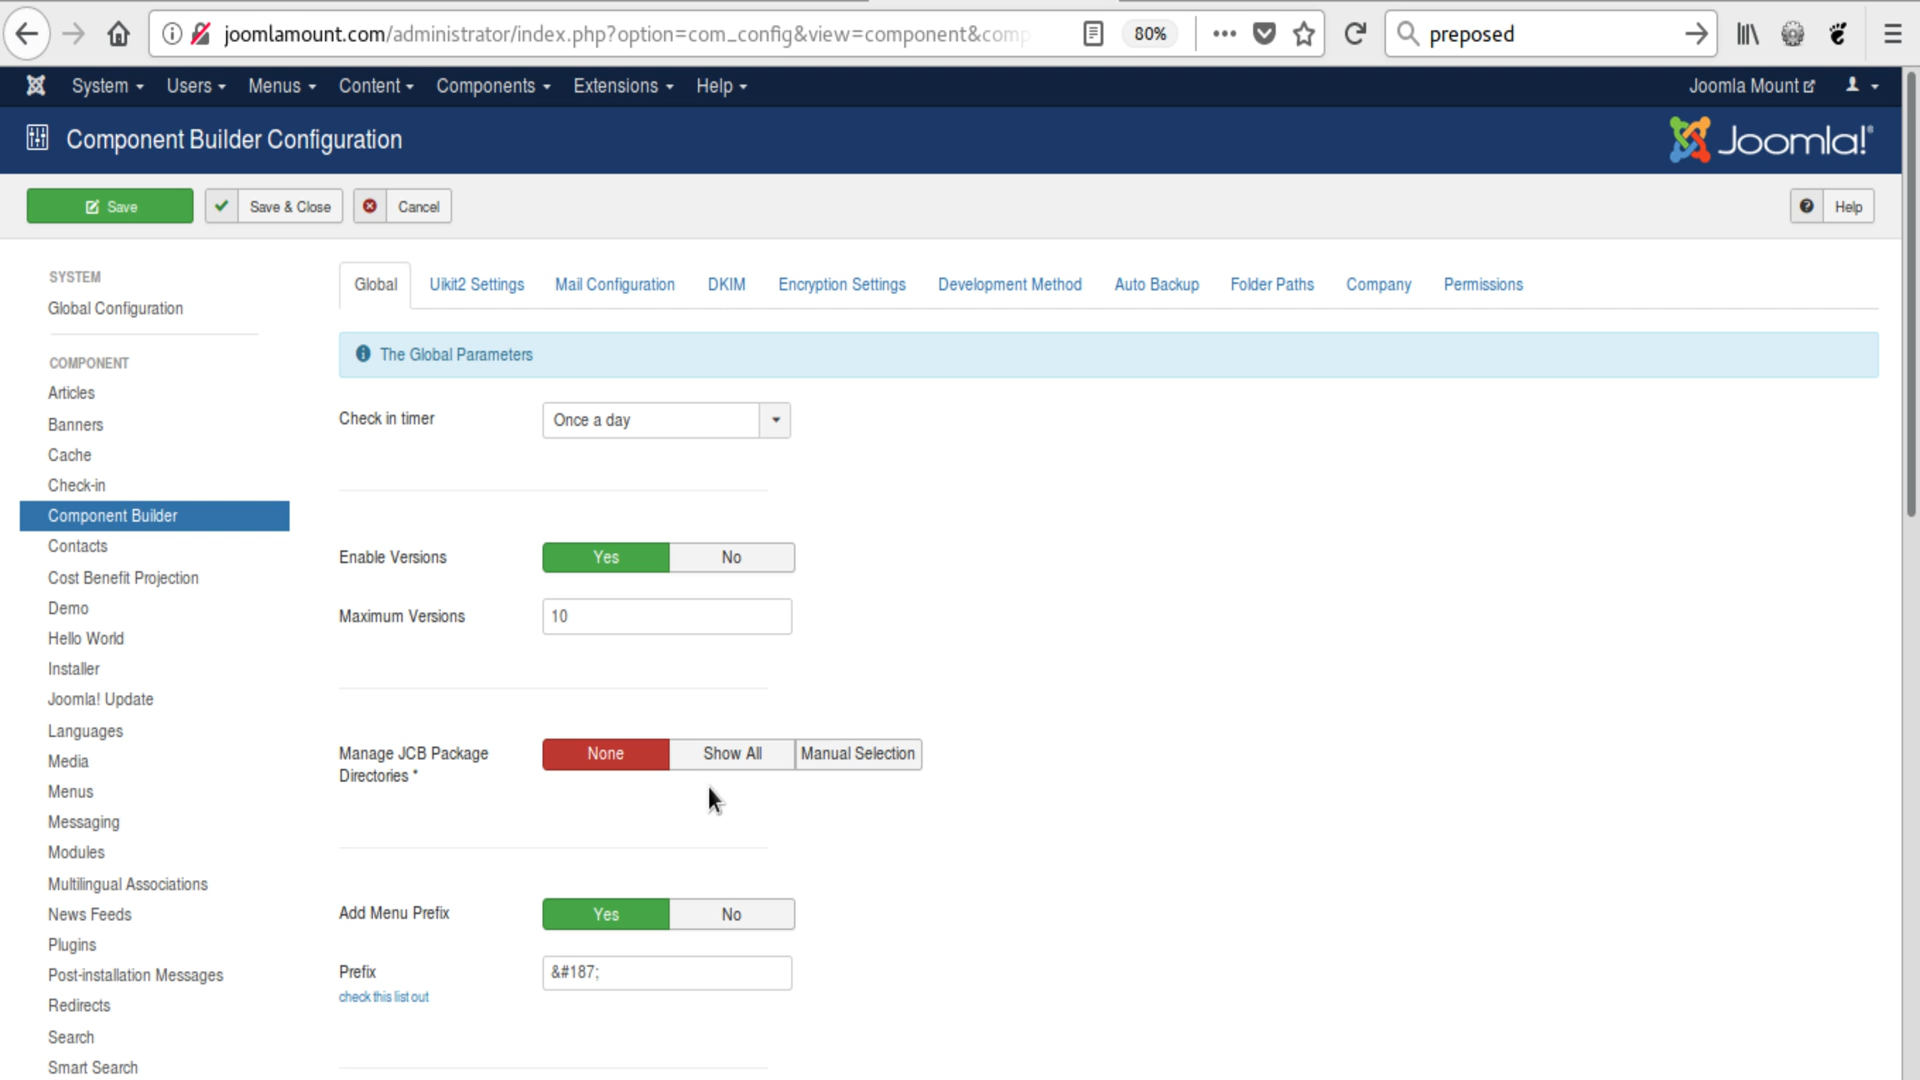 joomlamount.com/administrator/index.php?option=com_config&view=component&comp
80%
preposed
System Users Menus Content Components Extensions Help
Joomla Mount
Component Builder Configuration
Joomla!®
Save
Save & Close
Cancel
Help
SYSTEM
Global Configuration
COMPONENT
Articles
Banners
Cache
Check-in
Component Builder
Contacts
Cost Benefit Projection
Demo
Hello World
Installer
Joomla! Update
Languages
Media
Menus
Messaging
Modules
Multilingual Associations
News Feeds
Plugins
Post-installation Messages
Redirects
Search
Smart Search
Global Uikit2 Settings Mail Configuration DKIM Encryption Settings Development Method Auto Backup Folder Paths Company Permissions
The Global Parameters
Check in timer
Once a day
Enable Versions
Yes No
Maximum Versions
10
Manage JCB Package
Directories *
None Show All Manual Selection
Add Menu Prefix
Yes No
Prefix
&#187;
check this list out